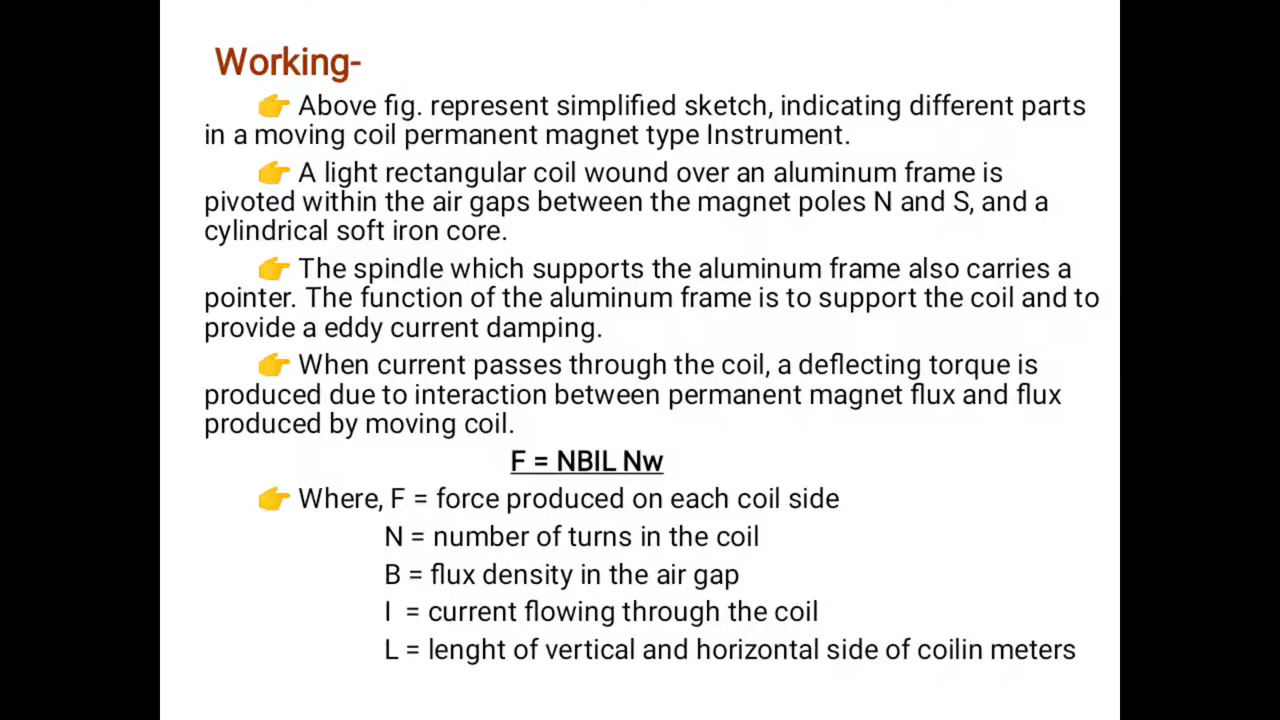 Working-
👉 Above fig. represent simplified sketch, indicating different parts
in a moving coil permanent magnet type Instrument.
👉 A light rectangular coil wound over an aluminum frame is
pivoted within the air gaps between the magnet poles N and S, and a
cylindrical soft iron core.
👉 The spindle which supports the aluminum frame also carries a
pointer. The function of the aluminum frame is to support the coil and to
provide a eddy current damping.
👉 When current passes through the coil, a deflecting torque is
produced due to interaction between permanent magnet flux and flux
produced by moving coil.
F = NBIL Nw
👉 Where, F = force produced on each coil side
N = number of turns in the coil
B = flux density in the air gap
I = current flowing through the coil
L = lenght of vertical and horizontal side of coilin meters